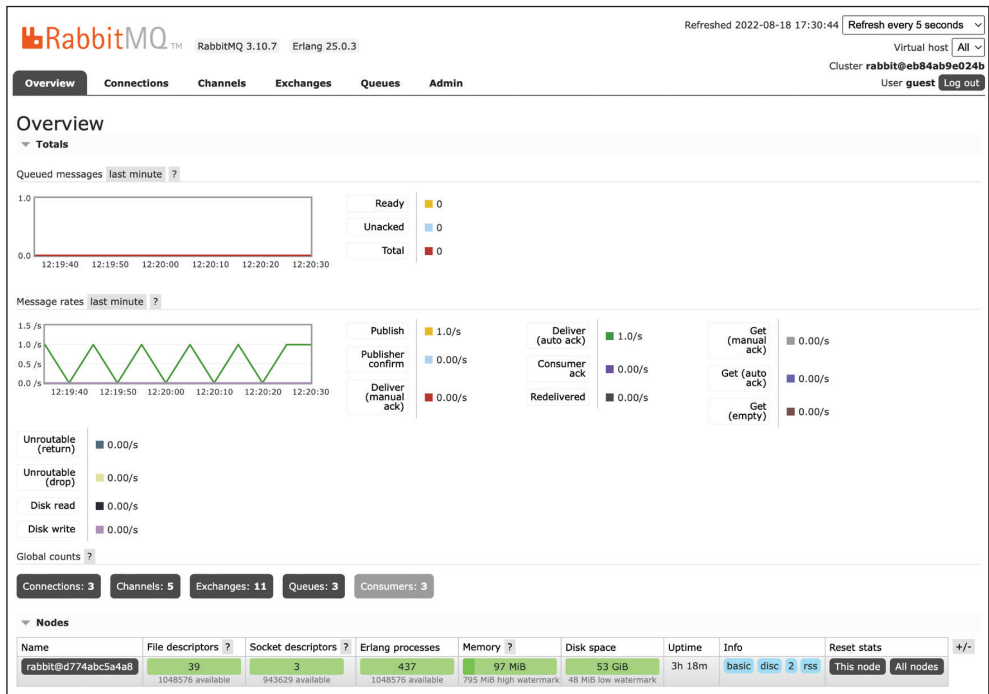 RabbitMQ TM RabbitMQ 3.10.7 Erlang 25.0.3
Refreshed 2022-08-18 17:30:44 Refresh every 5 seconds
Virtual host All
Cluster rabbit@eb84ab9e024b
User guest Log out
Overview Connections Channels Exchanges Queues Admin
Overview
Totals
Queued messages last minute ?
1.0
0.0
12:19:40 12:19:50 12:20:00 12:20:10 12:20:20 12:20:30
Ready 0
Unacked 0
Total 0
Message rates last minute ?
1.5 /s
1.0 /s
0.5 /s
0.0 /s
12:19:40 12:19:50 12:20:00 12:20:10 12:20:20 12:20:30
Publish 1.0/s
Publisher
confirm 0.00/s
Deliver
(manual
ack) 0.00/s
Deliver
(auto ack) 1.0/s
Consumer
ack 0.00/s
Redelivered 0.00/s
Get
(manual
ack) 0.00/s
Get (auto
ack) 0.00/s
Get
(empty) 0.00/s
Unroutable
(return) 0.00/s
Unroutable
(drop) 0.00/s
Disk read 0.00/s
Disk write 0.00/s
Global counts ?
Connections: 3 Channels: 5 Exchanges: 11 Queues: 3 Consumers: 3
Nodes
Name File descriptors ? Socket descriptors ? Erlang processes Memory ? Disk space Uptime Info Reset stats +/-
rabbit@d774abc5a4a8 39 3 437 97 MiB 53 GiB 3h 18m basic disc 2 rss This node All nodes
1048576 available 943629 available 1048576 available 795 MiB high watermark 48 MiB low watermark